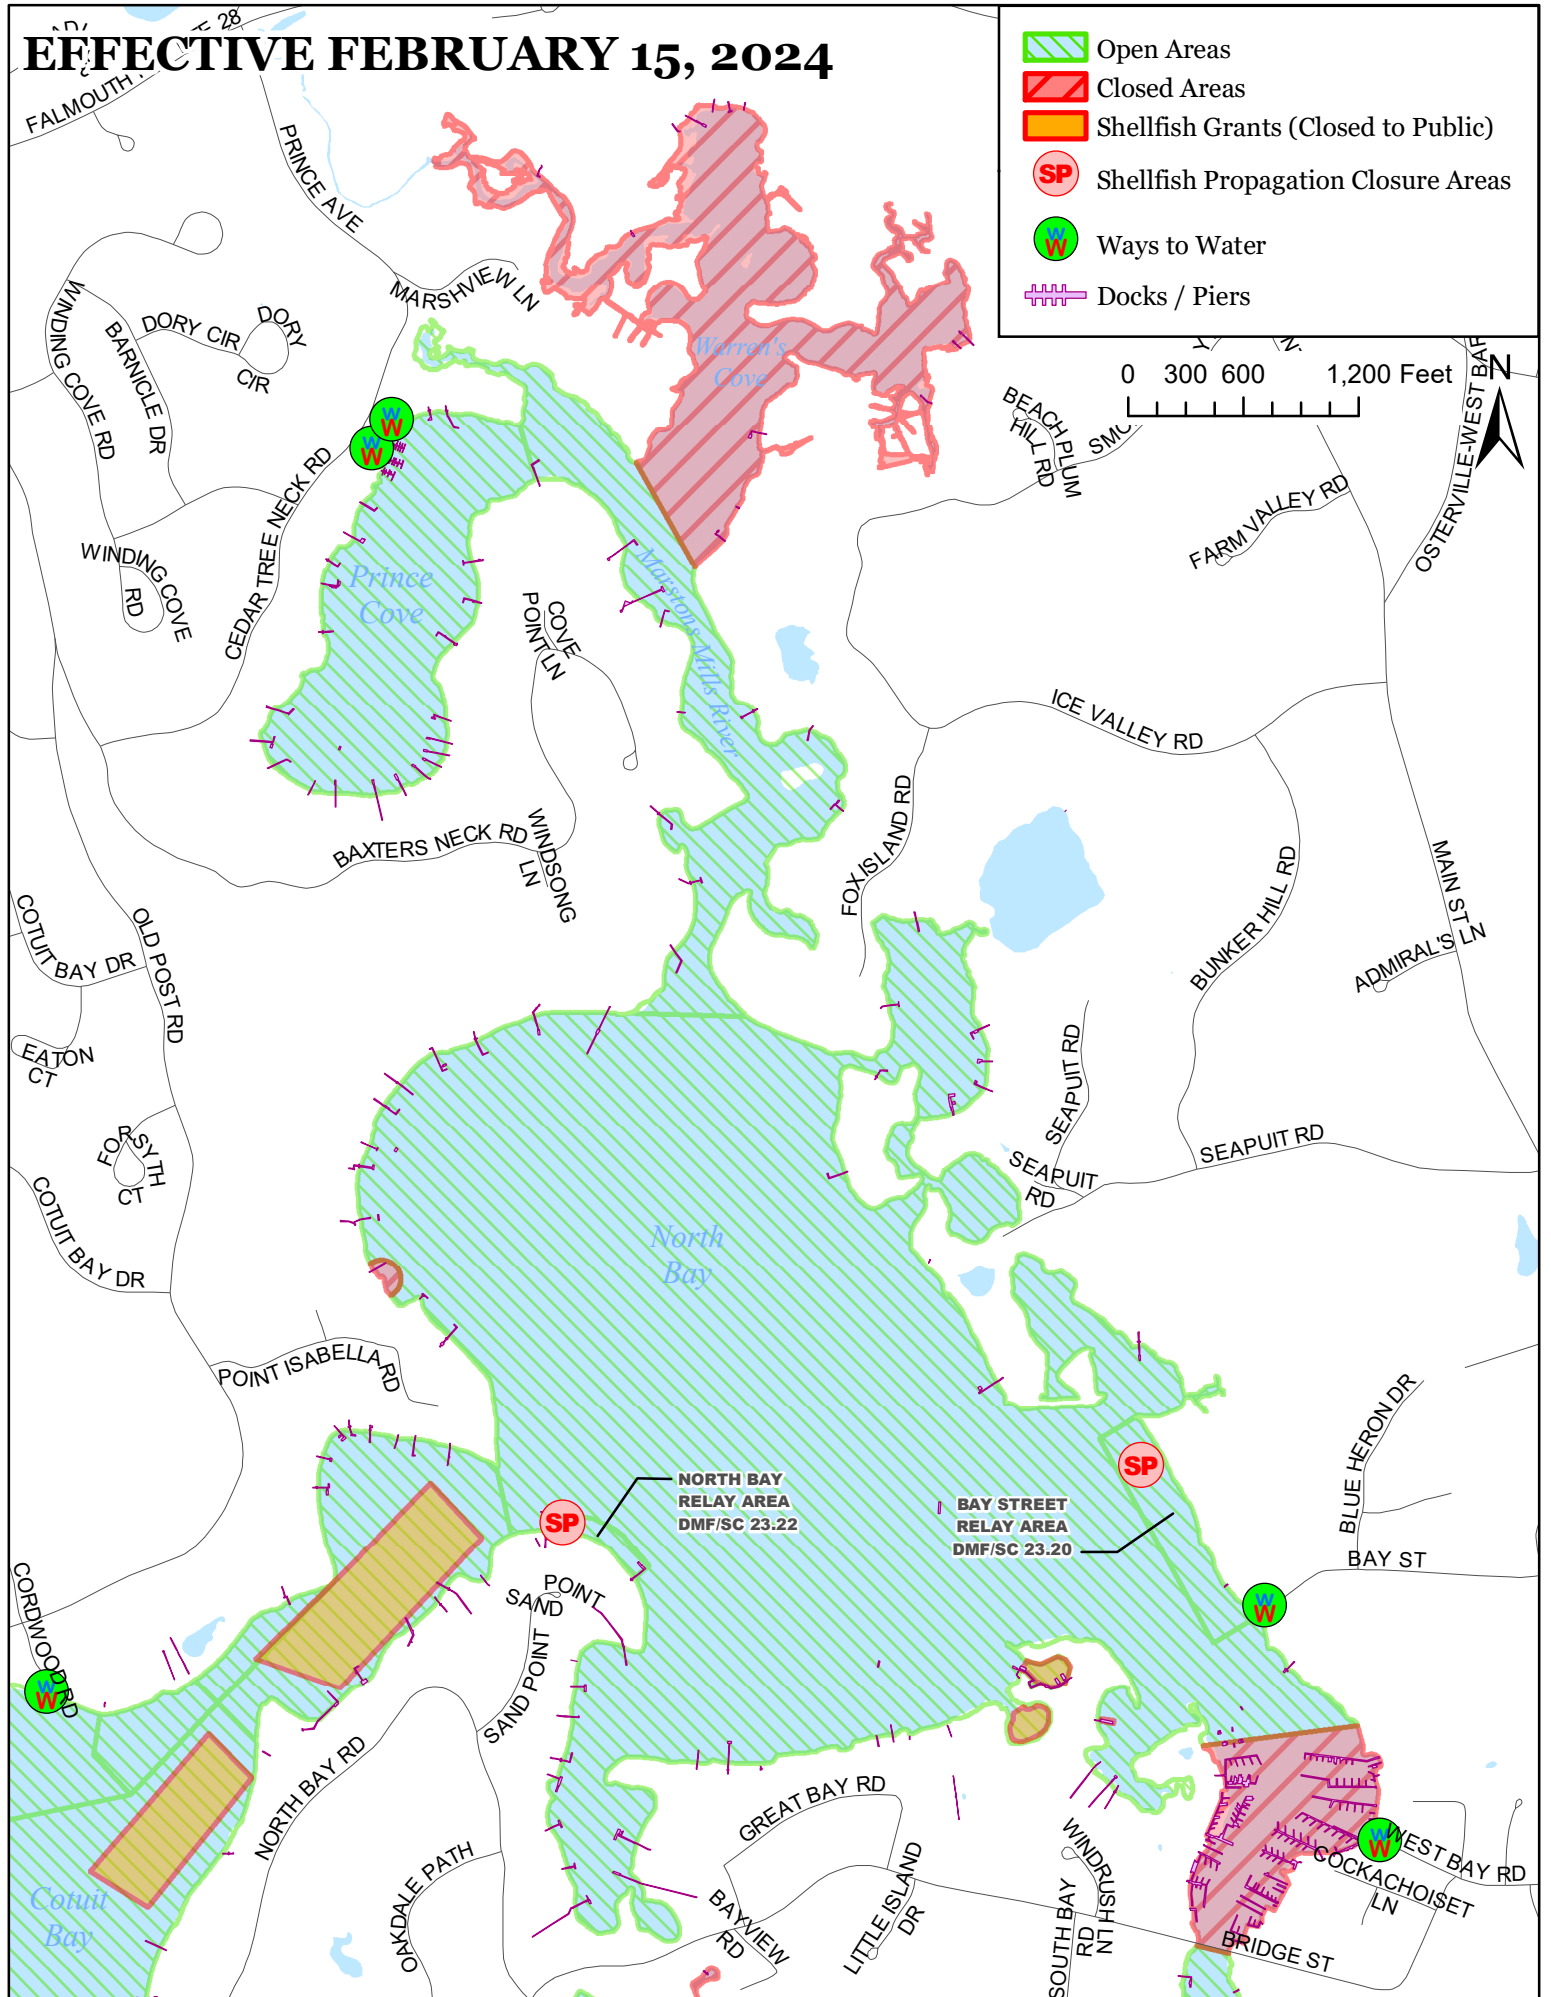 EFFECTIVE FEBRUARY 15, 2024
Open Areas
Closed Areas
Shellfish Grants (Closed to Public)
SP
Shellfish Propagation Closure Areas
W
W
Ways to Water
Docks / Piers
0 300 600 1,200 Feet
N
28
FALMOUTH
PRINCE AVE
MARSHVIEW LN
WINDING COVE RD
BARNICLE DR
DORY CIR
DORY
CIR
Warren's
Cove
BEACH PLUM
HILL RD
OSTERVILLE-WEST BAR
W
W
W
W
CEDAR TREE NECK RD
FARM VALLEY RD
WINDING COVE
RD
Prince
Cove
Marstons Mills River
COVE
POINT LN
ICE VALLEY RD
FOX ISLAND RD
BAXTERS NECK RD
WINDSONG
LN
BUNKER HILL RD
MAIN ST
COTUIT BAY DR
OLD POST RD
ADMIRAL'S LN
EATON
CT
SEAPUIT RD
FORSYTH
CT
SEAPUIT RD
SEAPUIT
RD
COTUIT BAY DR
North
Bay
POINT ISABELLA RD
BLUE HERON DR
SP
NORTH BAY
RELAY AREA
DMF/SC 23.22
SP
BAY STREET
RELAY AREA
DMF/SC 23.20
BAY ST
CORDWOOD RD
W
W
SAND
POINT
SAND POINT
W
W
NORTH BAY RD
GREAT BAY RD
W
W
WEST BAY RD
COCKACHOISET
LN
OAKDALE PATH
WINDRUSH LN
LITTLE ISLAND
DR
BAYVIEW
RD
SOUTH BAY
RD
BRIDGE ST
Cotuit
Bay